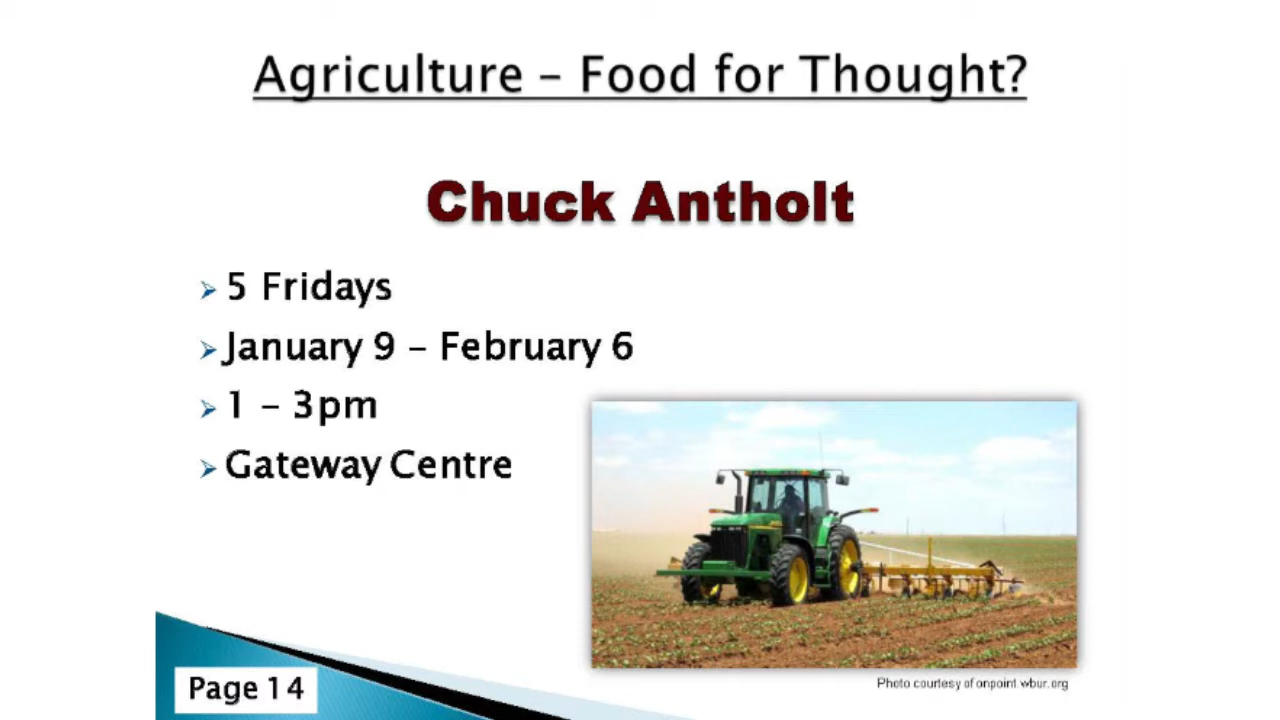 Agriculture – Food for Thought?
Chuck Antholt
5 Fridays
January 9 – February 6
1 – 3pm
Gateway Centre
Photo courtesy of onpoint.wbur.org
Page 14